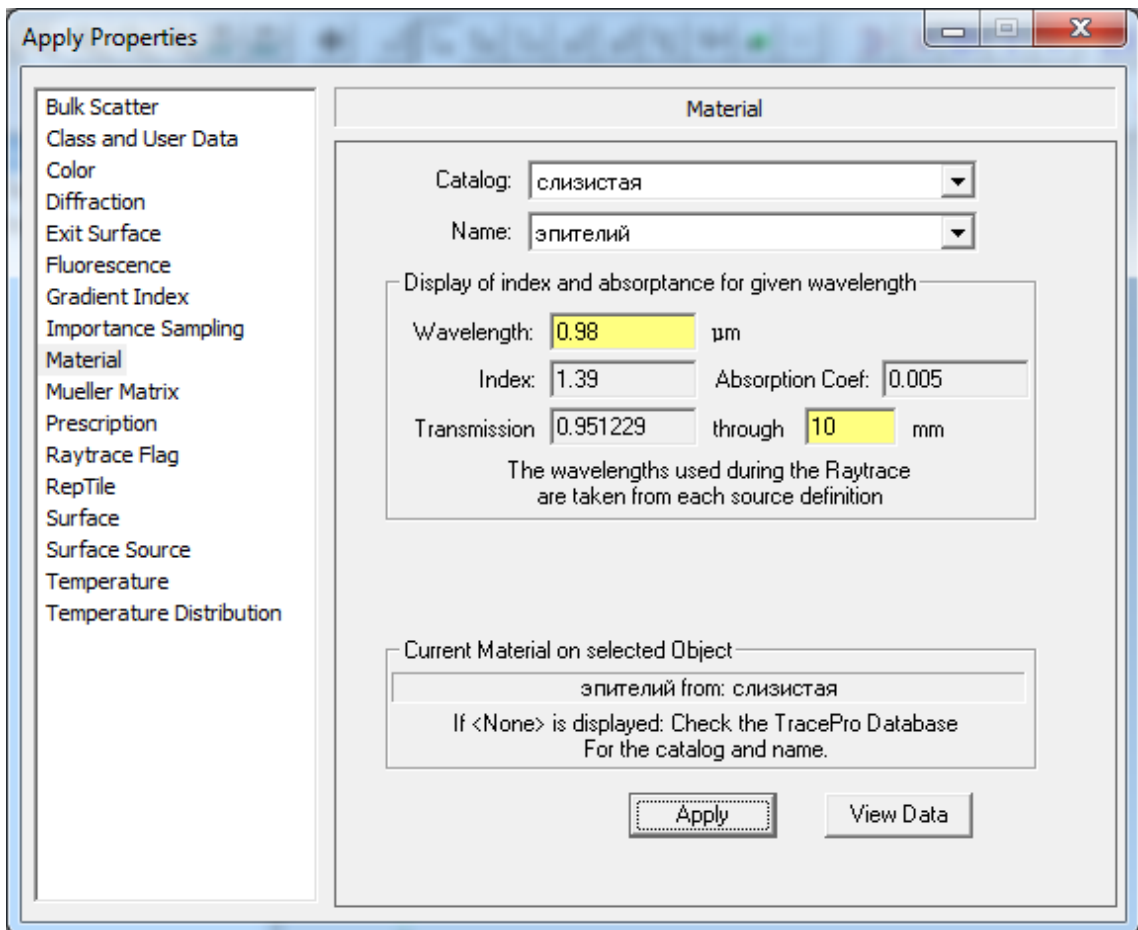 Apply Properties
Bulk Scatter
Class and User Data
Color
Diffraction
Exit Surface
Fluorescence
Gradient Index
Importance Sampling
Material
Mueller Matrix
Prescription
Raytrace Flag
RepTile
Surface
Surface Source
Temperature
Temperature Distribution
Material
Catalog: слизистая
Name: эпителий
Display of index and absorptance for given wavelength
Wavelength: 0.98 µm
Index: 1.39 Absorption Coef: 0.005
Transmission 0.951229 through 10 mm
The wavelengths used during the Raytrace
are taken from each source definition
Current Material on selected Object
эпителий from: слизистая
If <None> is displayed: Check the TracePro Database
For the catalog and name.
Apply View Data